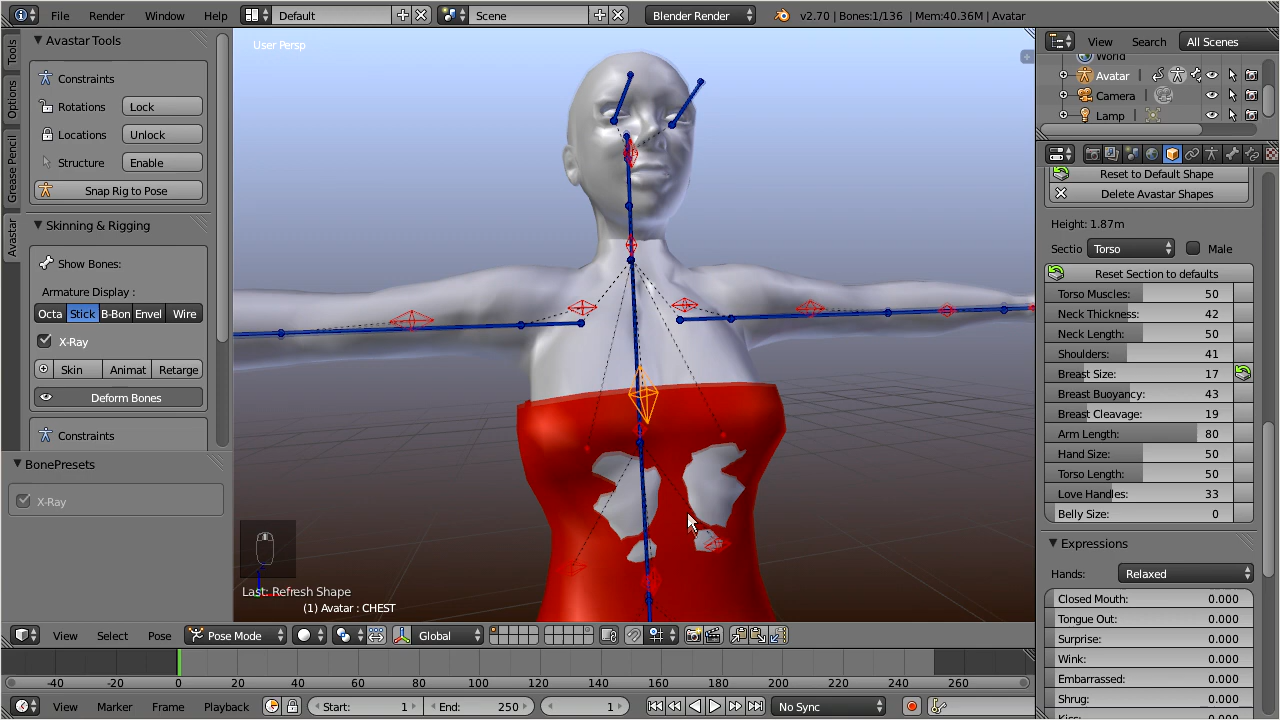 File Render Window Help Default Scene Blender Render v2.70 | Bones:1/136 | Mem:40.36M | Avatar
Tools
Options
Grease Pencil
Avastar
Avastar Tools
Constraints
Rotations Lock
Locations Unlock
Structure Enable
Snap Rig to Pose
Skinning & Rigging
Show Bones:
Armature Display :
Octa Stick B-Bon Envel Wire
X-Ray
Skin Animat Retarge
Deform Bones
Constraints
BonePresets
X-Ray
User Persp
Last: Refresh Shape
(1) Avatar : CHEST
View Select Pose Pose Mode Global
-40 -20 0 20 40 60 80 100 120 140 160 180 200 220 240 260
View Marker Frame Playback Start: 1 End: 250 1 No Sync
View Search All Scenes
World
Avatar
Camera
Lamp
Reset to Default Shape
Delete Avastar Shapes
Height: 1.87m
Sectio Torso Male
Reset Section to defaults
Torso Muscles: 50
Neck Thickness: 42
Neck Length: 50
Shoulders: 41
Breast Size: 17
Breast Buoyancy: 43
Breast Cleavage: 19
Arm Length: 80
Hand Size: 50
Torso Length: 50
Love Handles: 33
Belly Size: 0
Expressions
Hands: Relaxed
Closed Mouth: 0.000
Tongue Out: 0.000
Surprise: 0.000
Wink: 0.000
Embarrassed: 0.000
Shrug: 0.000